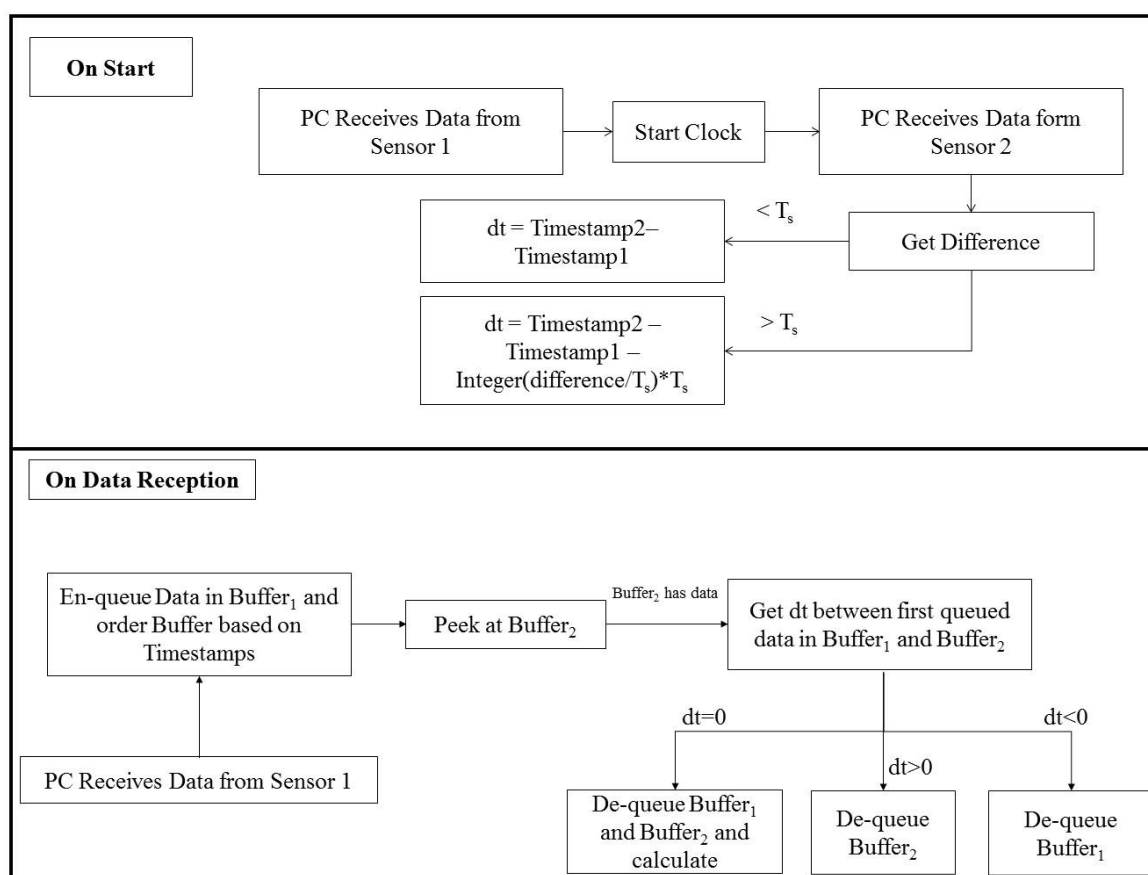 On Start
PC Receives Data from
Sensor 1
Start Clock
PC Receives Data form
Sensor 2
< Tₛ
dt = Timestamp2–
Timestamp1
Get Difference
> Tₛ
dt = Timestamp2 –
Timestamp1 –
Integer(difference/Tₛ)*Tₛ
On Data Reception
En-queue Data in Buffer₁ and
order Buffer based on
Timestamps
Peek at Buffer₂
Buffer₂ has data
Get dt between first queued
data in Buffer₁ and Buffer₂
PC Receives Data from Sensor 1
dt=0
dt>0
dt<0
De-queue Buffer₁
and Buffer₂ and
calculate
De-queue
Buffer₂
De-queue
Buffer₁